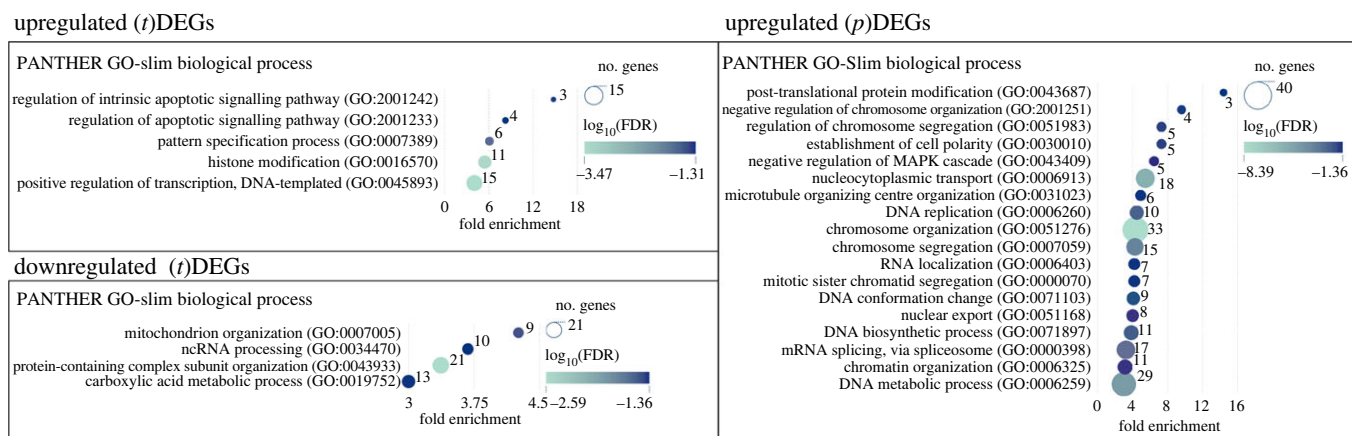 upregulated (t)DEGs
PANTHER GO-slim biological process
no. genes
15
regulation of intrinsic apoptotic signalling pathway (GO:2001242)
3
regulation of apoptotic signalling pathway (GO:2001233)
4
pattern specification process (GO:0007389)
6
histone modification (GO:0016570)
11
positive regulation of transcription, DNA-templated (GO:0045893)
15
log10(FDR)
–3.47 –1.31
0 6 12 18
fold enrichment
downregulated (t)DEGs
PANTHER GO-slim biological process
no. genes
21
mitochondrion organization (GO:0007005)
9
ncRNA processing (GO:0034470)
10
protein-containing complex subunit organization (GO:0043933)
21
carboxylic acid metabolic process (GO:0019752)
13
log10(FDR)
–2.59 –1.36
3 3.75 4.5
fold enrichment
upregulated (p)DEGs
PANTHER GO-Slim biological process
no. genes
40
post-translational protein modification (GO:0043687)
3
negative regulation of chromosome organization (GO:2001251)
4
regulation of chromosome segregation (GO:0051983)
5
establishment of cell polarity (GO:0030010)
5
negative regulation of MAPK cascade (GO:0043409)
5
nucleocytoplasmic transport (GO:0006913)
18
microtubule organizing centre organization (GO:0031023)
6
DNA replication (GO:0006260)
10
chromosome organization (GO:0051276)
33
chromosome segregation (GO:0007059)
15
RNA localization (GO:0006403)
7
mitotic sister chromatid segregation (GO:0000070)
7
DNA conformation change (GO:0071103)
9
nuclear export (GO:0051168)
8
DNA biosynthetic process (GO:0071897)
11
mRNA splicing, via spliceosome (GO:0000398)
17
chromatin organization (GO:0006325)
11
DNA metabolic process (GO:0006259)
29
log10(FDR)
–8.39 –1.36
0 4 8 12 16
fold enrichment